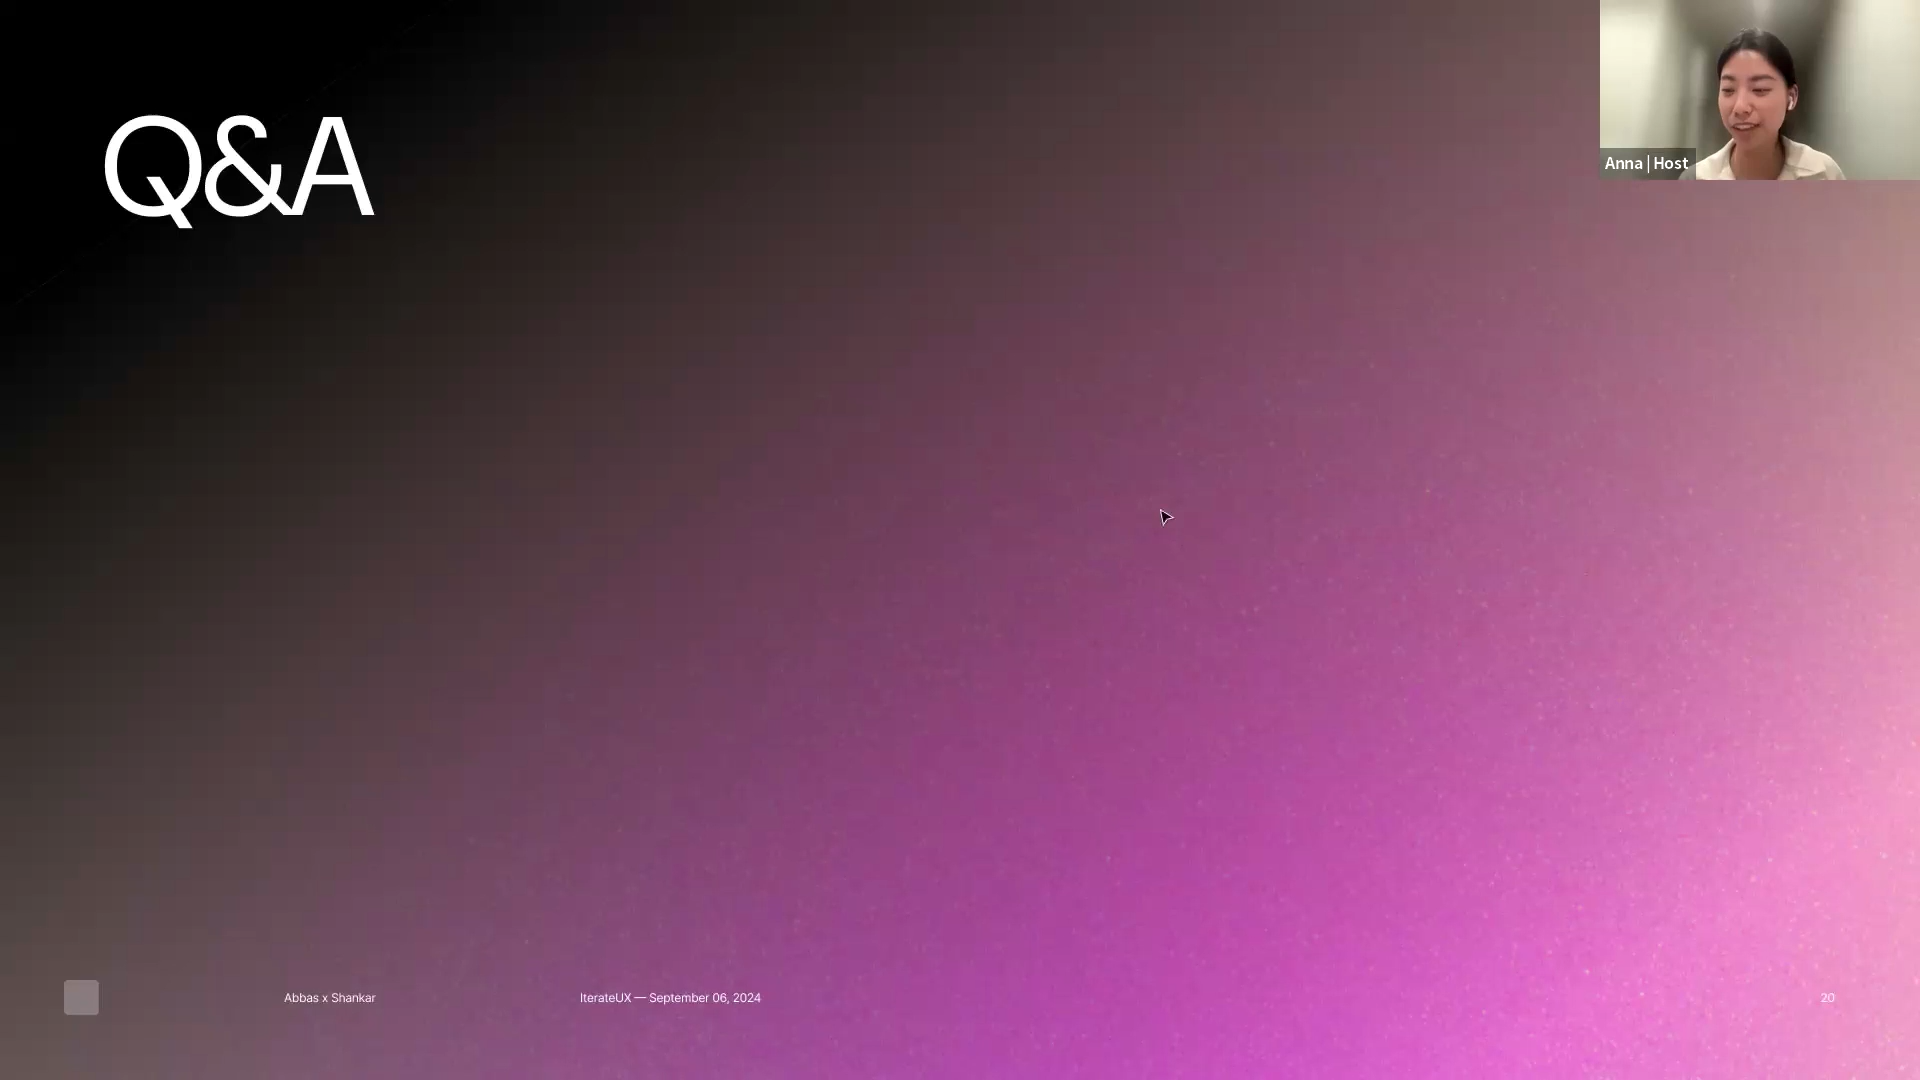 Q&A
Anna | Host
Abbas x Shankar
IterateUX — September 06, 2024
20